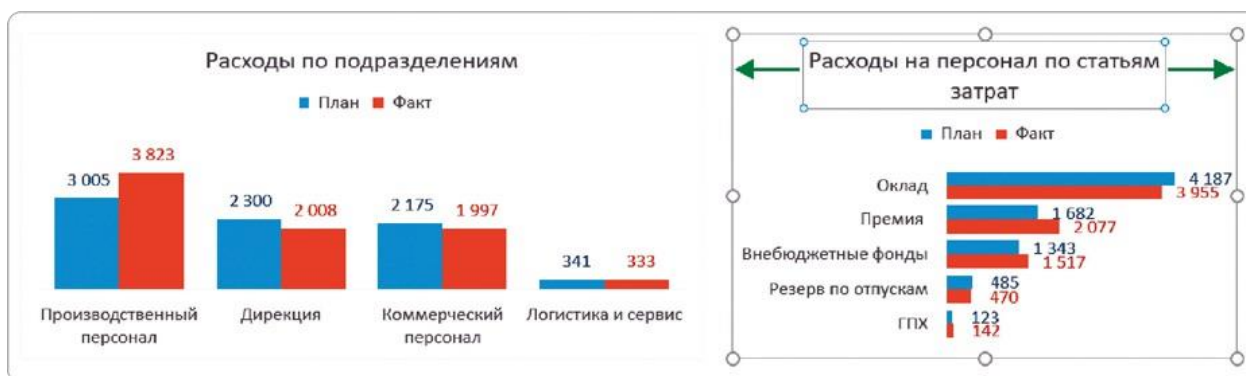 Расходы по подразделениям
План Факт
3 005
3 823
2 300
2 008
2 175
1 997
341
333
Производственный
персонал
Дирекция
Коммерческий
персонал
Логистика и сервис
Расходы на персонал по статьям
затрат
План Факт
Оклад
4 187
3 955
Премия
1 682
2 077
Внебюджетные фонды
1 343
1 517
Резерв по отпускам
485
470
ГПХ
123
142